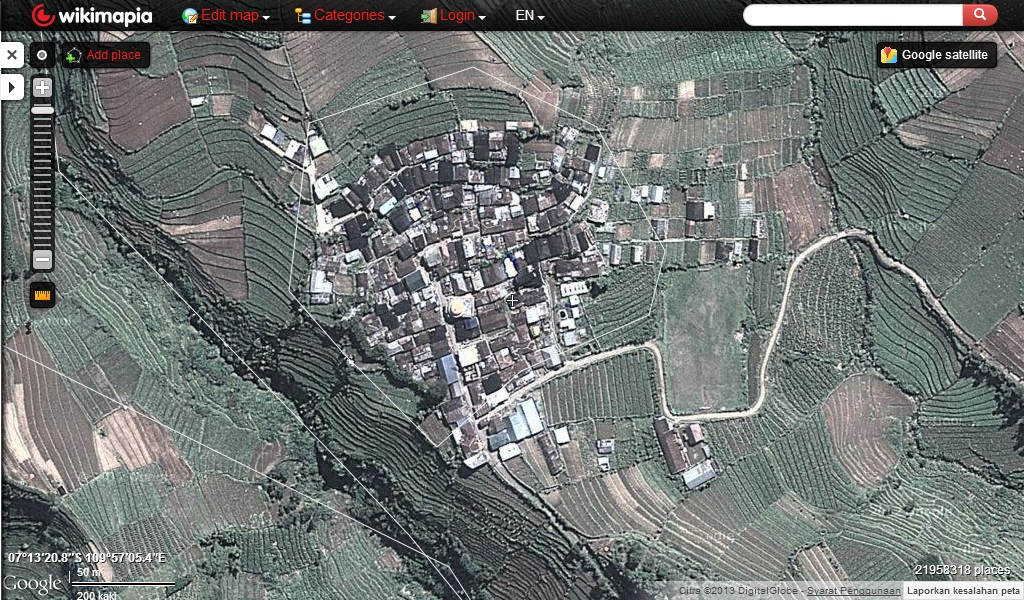 wikimapia Edit map Categories Login EN
Add place
Google satellite
07°13'20.8"S 109°57'05.4"E
21958318 places
50 m
Google
200 kaki
Citra ©2013 DigitalGlobe - Syarat Penggunaan
Laporkan kesalahan peta